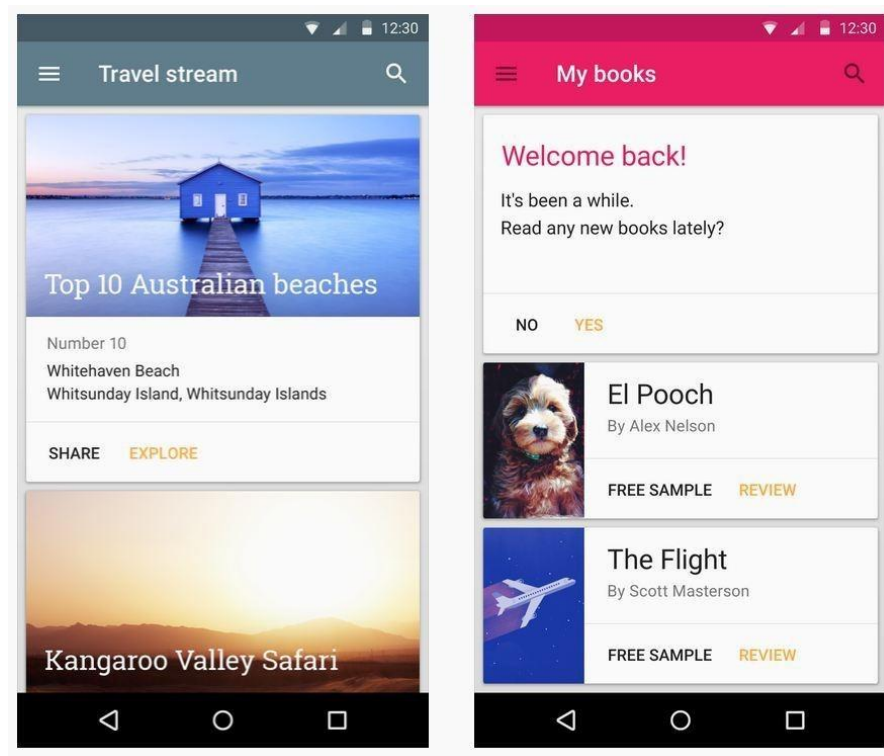 12:30
Travel stream
Top 10 Australian beaches
Number 10
Whitehaven Beach
Whitsunday Island, Whitsunday Islands
SHARE EXPLORE
Kangaroo Valley Safari
12:30
My books
Welcome back!
It's been a while.
Read any new books lately?
NO YES
El Pooch
By Alex Nelson
FREE SAMPLE REVIEW
The Flight
By Scott Masterson
FREE SAMPLE REVIEW